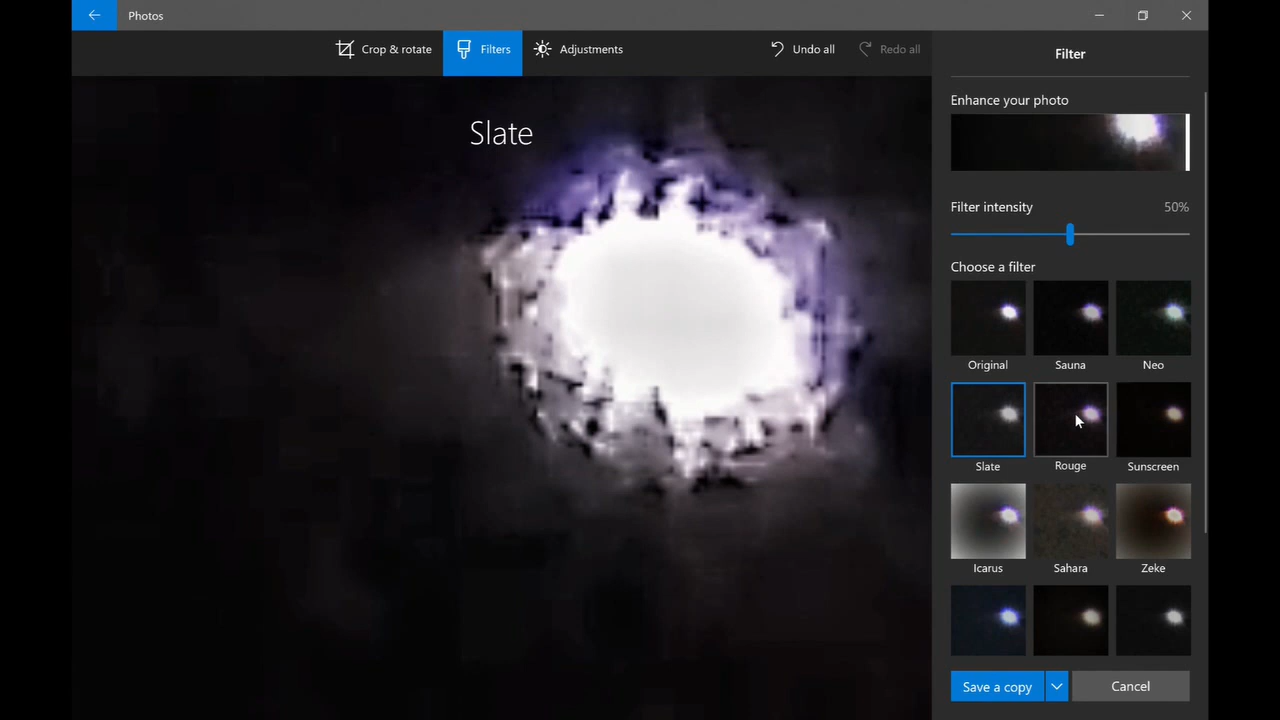 Photos
Crop & rotate
Filters
Adjustments
Undo all
Redo all
Filter
Slate
Enhance your photo
Filter intensity 50%
Choose a filter
Original Sauna Neo
Slate Rouge Sunscreen
Icarus Sahara Zeke
Save a copy Cancel